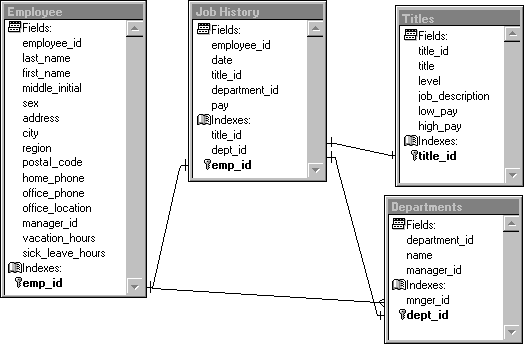 Employee
Fields:
employee_id
last_name
first_name
middle_initial
sex
address
city
region
postal_code
home_phone
office_phone
office_location
manager_id
vacation_hours
sick_leave_hours
Indexes:
emp_id
Job History
Fields:
employee_id
date
title_id
department_id
pay
Indexes:
title_id
dept_id
emp_id
Titles
Fields:
title_id
title
level
job_description
low_pay
high_pay
Indexes:
title_id
Departments
Fields:
department_id
name
manager_id
Indexes:
mnger_id
dept_id